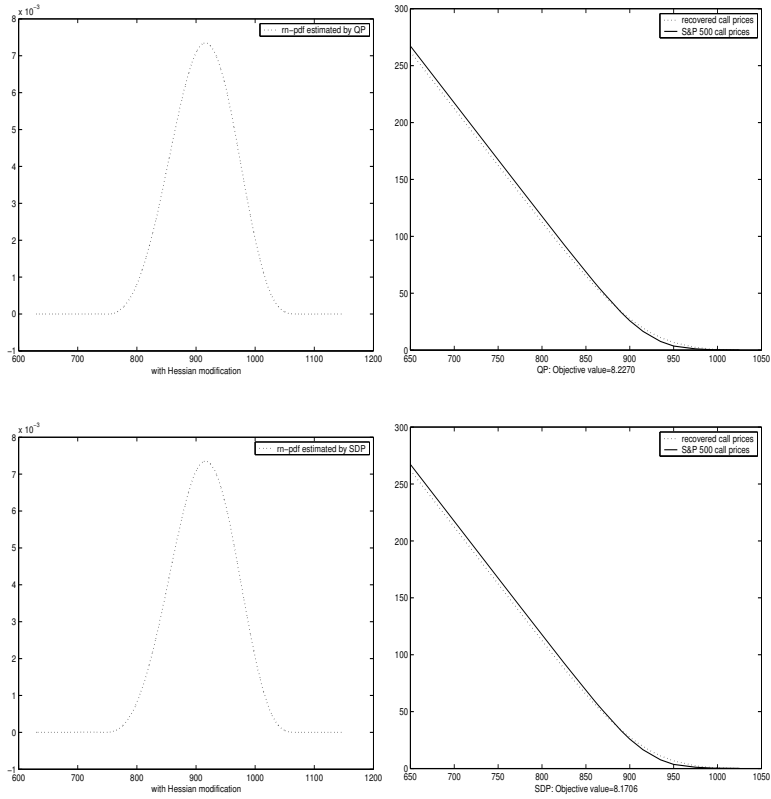 x 10⁻³
8
7
6
5
4
3
2
1
0
−1
600 700 800 900 1000 1100 1200
with Hessian modification
rn−pdf estimated by QP
300
250
200
150
100
50
0
650 700 750 800 850 900 950 1000 1050
QP: Objective value=8.2270
recovered call prices
S&P 500 call prices
x 10⁻³
8
7
6
5
4
3
2
1
0
−1
600 700 800 900 1000 1100 1200
with Hessian modification
rn−pdf estimated by SDP
300
250
200
150
100
50
0
650 700 750 800 850 900 950 1000 1050
SDP: Objective value=8.1706
recovered call prices
S&P 500 call prices